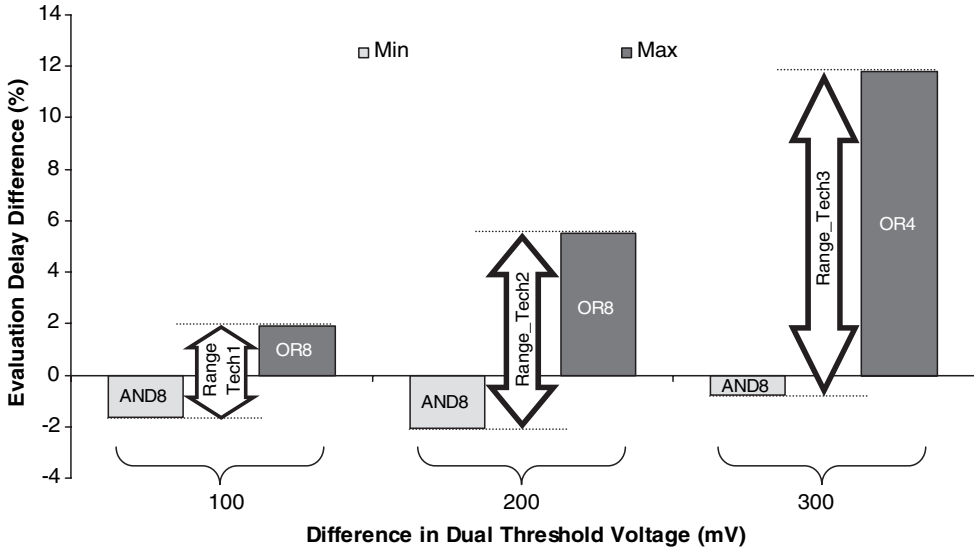 Evaluation Delay Difference (%)
14
12
10
8
6
4
2
0
-2
-4
Min
Max
AND8
Range
Tech1
OR8
AND8
Range_Tech2
OR8
AND8
Range_Tech3
OR4
100
200
300
Difference in Dual Threshold Voltage (mV)